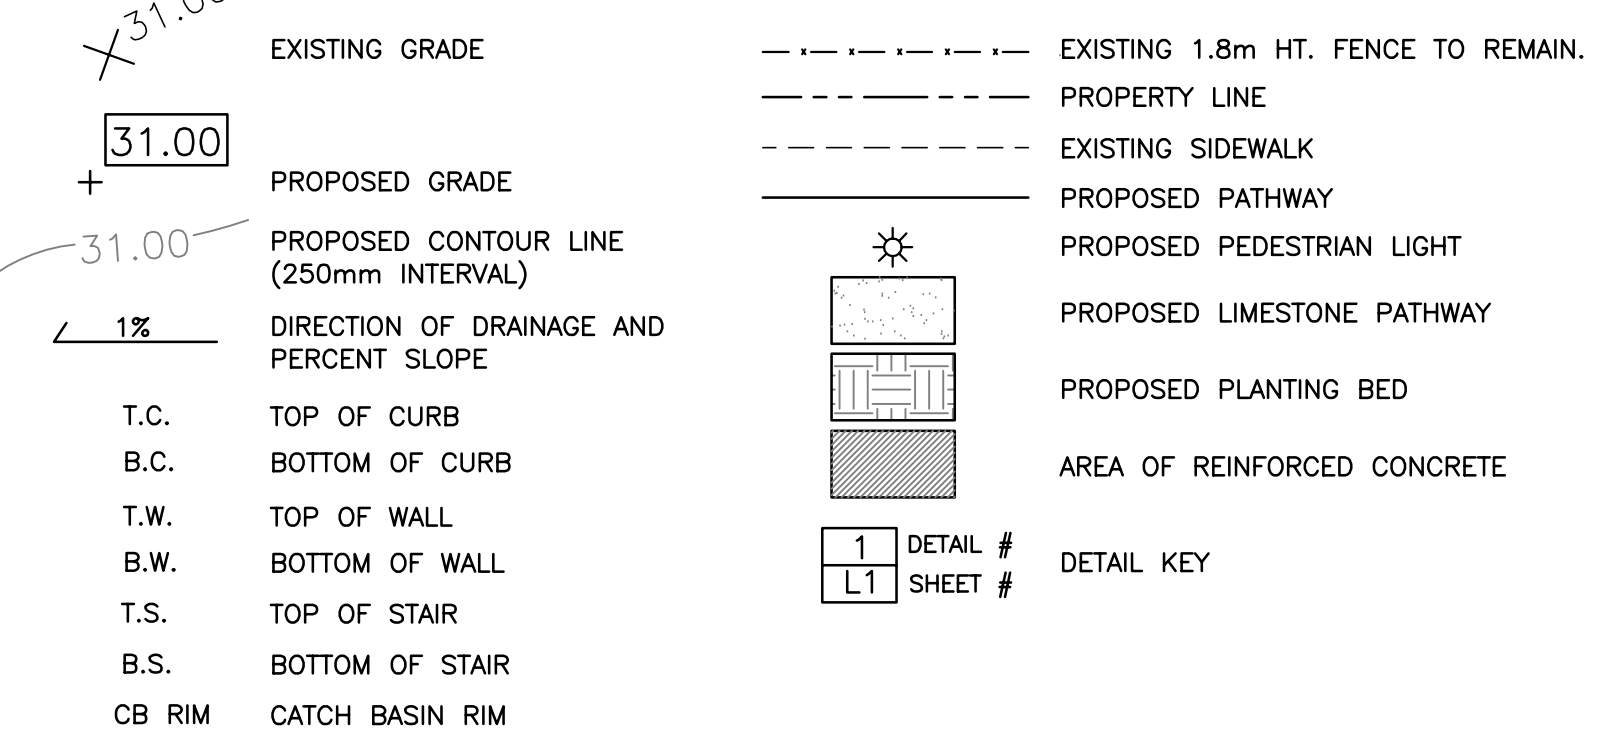 31.00
EXISTING GRADE
31.00
PROPOSED GRADE
31.00
PROPOSED CONTOUR LINE
(250mm INTERVAL)
1%
DIRECTION OF DRAINAGE AND
PERCENT SLOPE
T.C. TOP OF CURB
B.C. BOTTOM OF CURB
T.W. TOP OF WALL
B.W. BOTTOM OF WALL
T.S. TOP OF STAIR
B.S. BOTTOM OF STAIR
CB RIM CATCH BASIN RIM
EXISTING 1.8m HT. FENCE TO REMAIN.
PROPERTY LINE
EXISTING SIDEWALK
PROPOSED PATHWAY
PROPOSED PEDESTRIAN LIGHT
PROPOSED LIMESTONE PATHWAY
PROPOSED PLANTING BED
AREA OF REINFORCED CONCRETE
1 DETAIL #
L1 SHEET #
DETAIL KEY